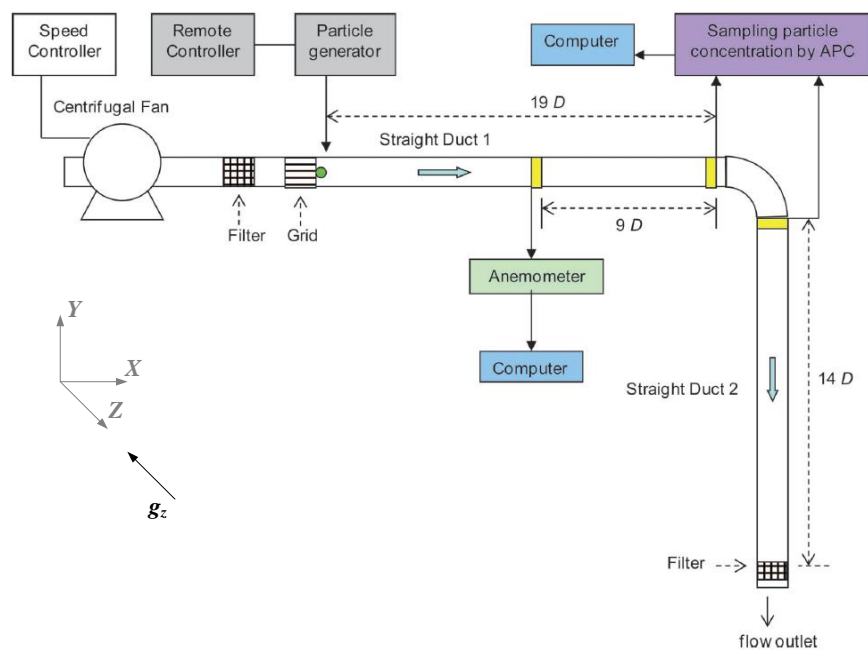 Speed
Controller
Remote
Controller
Particle
generator
Computer
Sampling particle
concentration by APC
Centrifugal Fan
19 D
Straight Duct 1
Filter
Grid
9 D
Anemometer
Computer
Y
X
Z
gz
Straight Duct 2
14 D
Filter
flow outlet